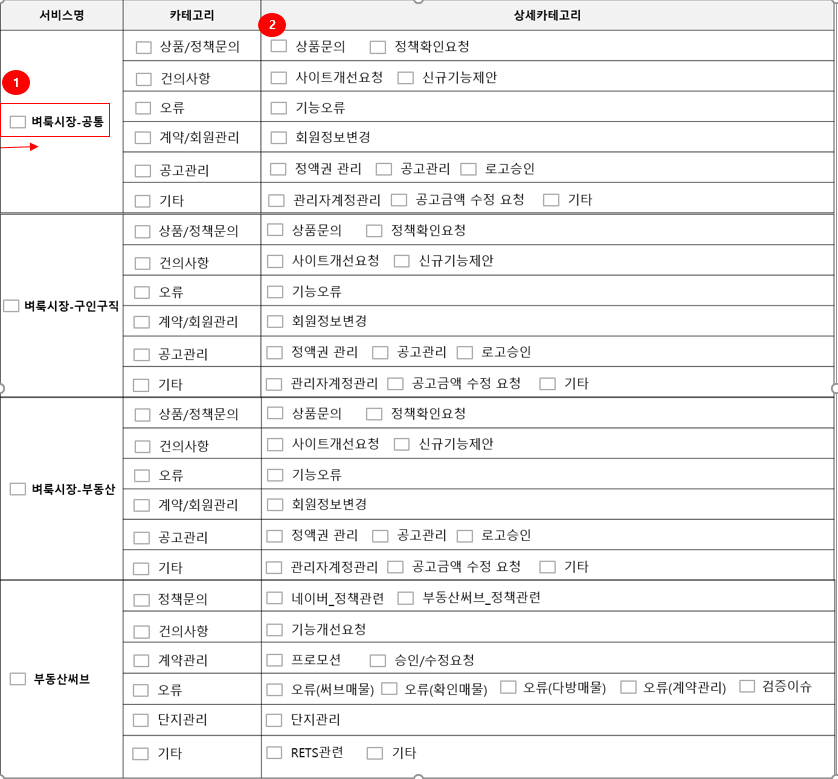 서비스명 카테고리 상세카테고리
2
상품/정책문의 상품문의 정책확인요청
1
건의사항 사이트개선요청 신규기능제안
오류 기능오류
벼룩시장-공통
계약/회원관리 회원정보변경
공고관리 정액권 관리 공고관리 로고승인
기타 관리자계정관리 공고금액 수정 요청 기타
상품/정책문의 상품문의 정책확인요청
건의사항 사이트개선요청 신규기능제안
오류 기능오류
벼룩시장-구인구직
계약/회원관리 회원정보변경
공고관리 정액권 관리 공고관리 로고승인
기타 관리자계정관리 공고금액 수정 요청 기타
상품/정책문의 상품문의 정책확인요청
건의사항 사이트개선요청 신규기능제안
오류 기능오류
벼룩시장-부동산
계약/회원관리 회원정보변경
공고관리 정액권 관리 공고관리 로고승인
기타 관리자계정관리 공고금액 수정 요청 기타
정책문의 네이버_정책관련 부동산써브_정책관련
건의사항 기능개선요청
계약관리 프로모션 승인/수정요청
부동산써브
오류 오류(써브매물) 오류(확인매물) 오류(다방매물) 오류(계약관리) 검증이슈
단지관리 단지관리
기타 RETS관련 기타